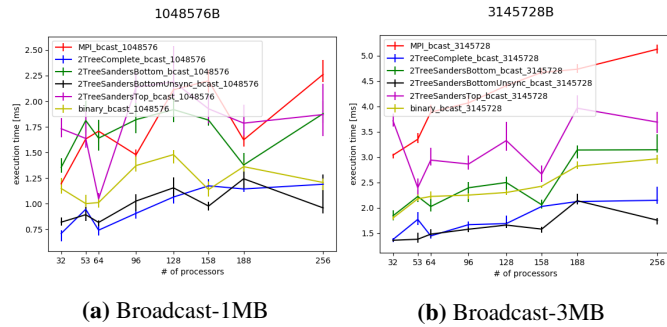 1048576B
execution time [ms]
2.50
2.25
2.00
1.75
1.50
1.25
1.00
0.75
MPI_bcast_1048576
2TreeComplete_bcast_1048576
2TreeSandersBottom_bcast_1048576
2TreeSandersBottomUnsync_bcast_1048576
2TreeSandersTop_bcast_1048576
binary_bcast_1048576
32 53 64 96 128 158 188 256
# of processors
(a) Broadcast-1MB
3145728B
execution time [ms]
5.0
4.5
4.0
3.5
3.0
2.5
2.0
1.5
MPI_bcast_3145728
2TreeComplete_bcast_3145728
2TreeSandersBottom_bcast_3145728
2TreeSandersBottomUnsync_bcast_3145728
2TreeSandersTop_bcast_3145728
binary_bcast_3145728
32 53 64 96 128 158 188 256
# of processors
(b) Broadcast-3MB